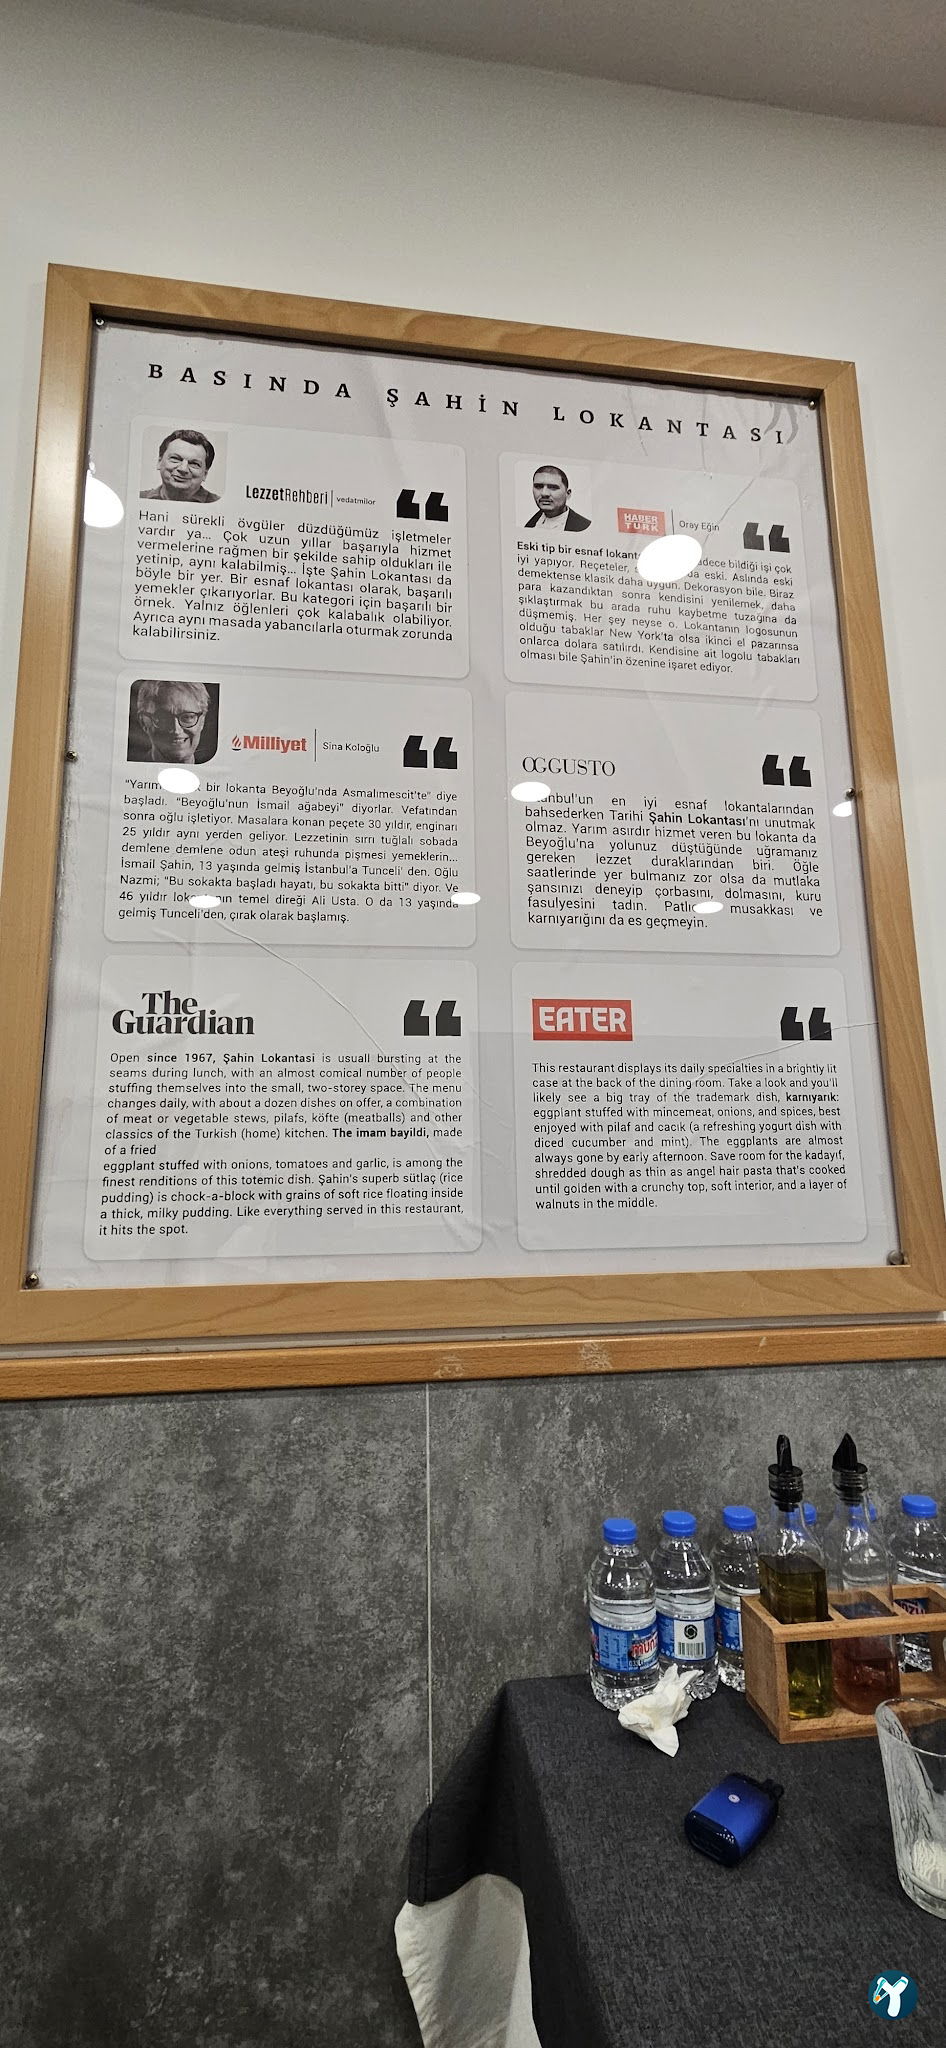 BASINDA ŞAHİN LOKANTASI
LezzetRehberi | vedatmilor
Hani sürekli övgüler düzdüğümüz işletmeler
vardır ya... Çok uzun yıllar başarıyla hizmet
vermelerine rağmen bir şekilde sahip oldukları ile
yetinip, aynı kalabilmiş... İşte Şahin Lokantası da
böyle bir yer. Bir esnaf lokantası olarak, başarılı
yemekler çıkarıyorlar. Bu kategori için başarılı bir
örnek. Yalnız öğlenleri çok kalabalık olabiliyor.
Ayrıca aynı masada yabancılarla oturmak zorunda
kalabilirsiniz.
HABER
TÜRK
Oray Eğin
Eski tip bir esnaf bildiği işi çok
iyi yapıyor. Reçeteler, eski. Aslında eski
demektense klasik daha uygun. Dekorasyon bile. Biraz
para kazandıktan sonra kendisini yenilemek, daha
şıklaştırmak bu arada ruhu kaybetme tuzağına da
düşmemiş. Her şey neyse o. Lokantanın logosunun
olduğu tabaklar New York'ta olsa ikinci el pazarınsa
onlarca dolara satılırdı. Kendisine ait logolu tabakları
olması bile Şahin'in özenine işaret ediyor.
Milliyet | Sina Koloğlu
bir lokanta Beyoğlu'nda Asmalımescit'te" diye
başladı. "Beyoğlu'nun İsmail ağabeyi" diyorlar. Vefatından
sonra oğlu işletiyor. Masalara konan peçete 30 yıldır, enginarı
25 yıldır aynı yerden geliyor. Lezzetinin sırrı tuğlalı sobada
demlene demlene odun ateşi ruhunda pişmesi yemeklerin...
İsmail Şahin, 13 yaşında gelmiş İstanbul'a Tunceli' den. Oğlu
Nazmi; "Bu sokakta başladı hayatı, bu sokakta bitti" diyor. Ve
46 yıldır temel direği Ali Usta. O da 13 yaşında
gelmiş Tunceli'den, çırak olarak başlamış.
OGGUSTO
en iyi esnaf lokantalarından
bahsederken Tarihi Şahin Lokantası'nı unutmak
olmaz. Yarım asırdır hizmet veren bu lokanta da
Beyoğlu'na yolunuz düştüğünde uğramanız
gereken lezzet duraklarından biri. Öğle
saatlerinde yer bulmanız zor olsa da mutlaka
şansınızı deneyip çorbasını, dolmasını, kuru
fasulyesini tadın. musakkası ve
karnıyarığını da es geçmeyin.
The
Guardian
Open since 1967, Şahin Lokantasi is usuall bursting at the
seams during lunch, with an almost comical number of people
stuffing themselves into the small, two-storey space. The menu
changes daily, with about a dozen dishes on offer, a combination
of meat or vegetable stews, pilafs, köfte (meatballs) and other
classics of the Turkish (home) kitchen. The imam bayildi, made
of a fried
eggplant stuffed with onions, tomatoes and garlic, is among the
finest renditions of this totemic dish. Şahin's superb sütlaç (rice
pudding) is chock-a-block with grains of soft rice floating inside
a thick, milky pudding. Like everything served in this restaurant,
it hits the spot.
EATER
This restaurant displays its daily specialties in a brightly lit
case at the back of the dining room. Take a look and you'll
likely see a big tray of the trademark dish, karnıyarık:
eggplant stuffed with mincemeat, onions, and spices, best
enjoyed with pilaf and cacık (a refreshing yogurt dish with
diced cucumber and mint). The eggplants are almost
always gone by early afternoon. Save room for the kadayıf,
shredded dough as thin as angel hair pasta that's cooked
until golden with a crunchy top, soft interior, and a layer of
walnuts in the middle.